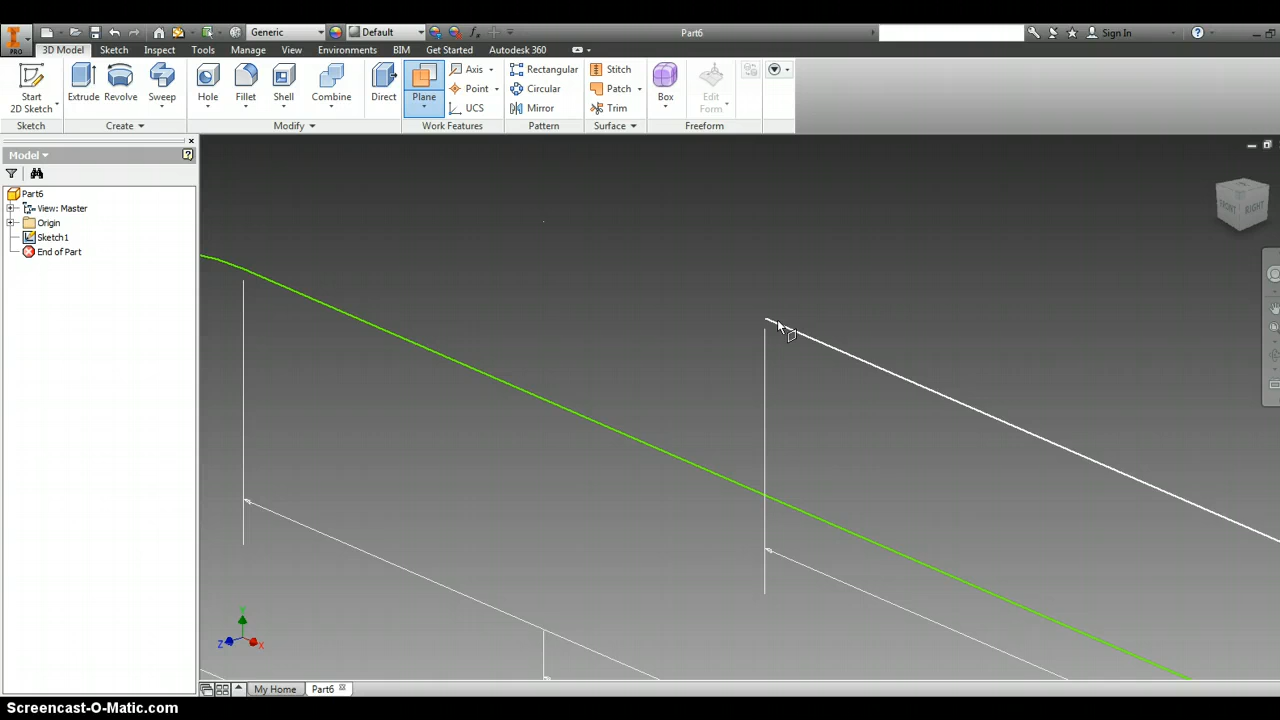 PRO
Generic
Default
Part6
Sign In
3D Model Sketch Inspect Tools Manage View Environments BIM Get Started Autodesk 360
Start
2D Sketch
Extrude Revolve Sweep
Hole Fillet Shell Combine
Direct Plane
Axis
Point
UCS
Rectangular
Circular
Mirror
Stitch
Patch
Trim
Box
Edit
Form
Sketch Create Modify Work Features Pattern Surface Freeform
Model
Part6
View: Master
Origin
Sketch1
End of Part
FRONT RIGHT
Y
Z X
My Home Part6
Screencast-O-Matic.com